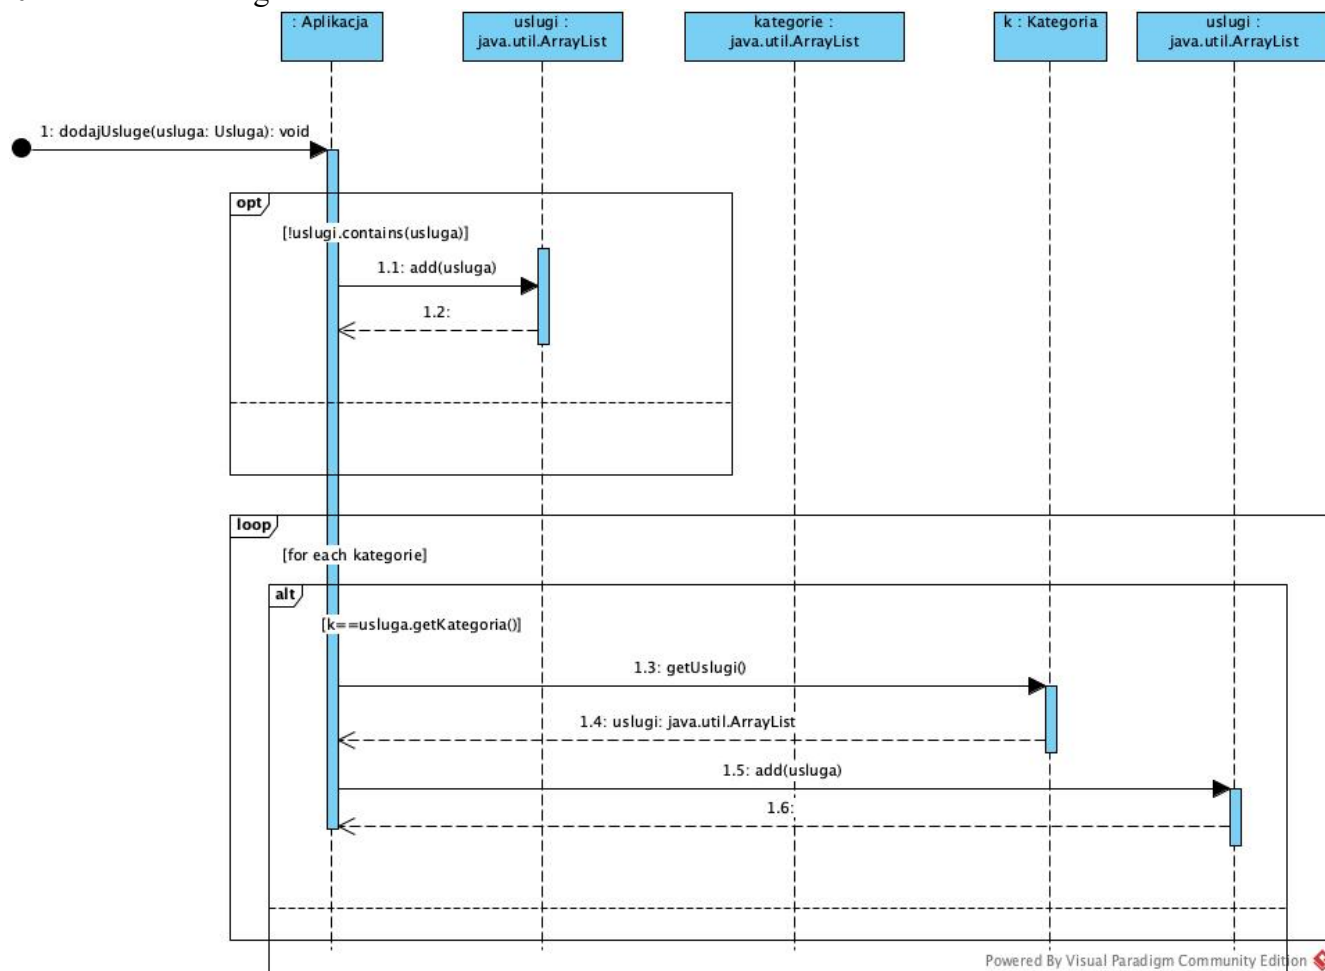 : Aplikacja
uslugi :
java.util.ArrayList
kategorie :
java.util.ArrayList
k : Kategoria
uslugi :
java.util.ArrayList
1: dodajUsluge(usluga: Usluga): void
opt
[!uslugi.contains(usluga)]
1.1: add(usluga)
1.2:
loop
[for each kategorie]
alt
[k==usluga.getKategoria()]
1.3: getUslugi()
1.4: uslugi: java.util.ArrayList
1.5: add(usluga)
1.6:
Powered By Visual Paradigm Community Edition